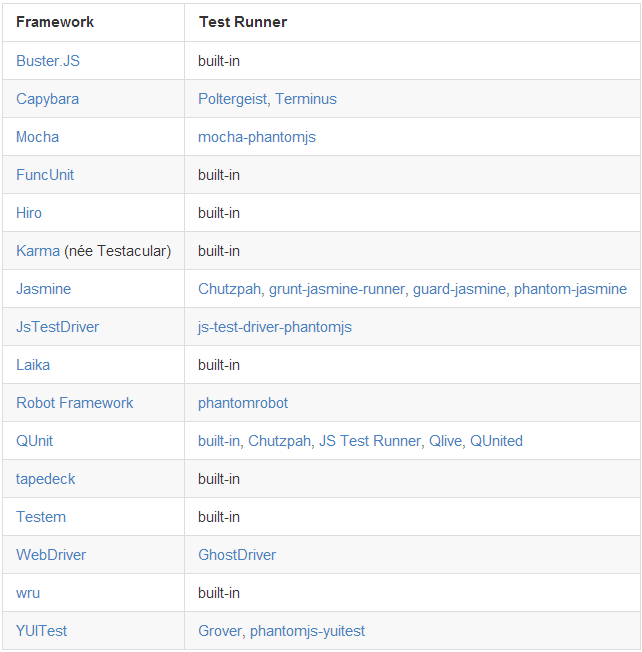 Framework Test Runner
Buster.JS built-in
Capybara Poltergeist, Terminus
Mocha mocha-phantomjs
FuncUnit built-in
Hiro built-in
Karma (née Testacular) built-in
Jasmine Chutzpah, grunt-jasmine-runner, guard-jasmine, phantom-jasmine
JsTestDriver js-test-driver-phantomjs
Laika built-in
Robot Framework phantomrobot
QUnit built-in, Chutzpah, JS Test Runner, Qlive, QUnited
tapedeck built-in
Testem built-in
WebDriver GhostDriver
wru built-in
YUITest Grover, phantomjs-yuitest